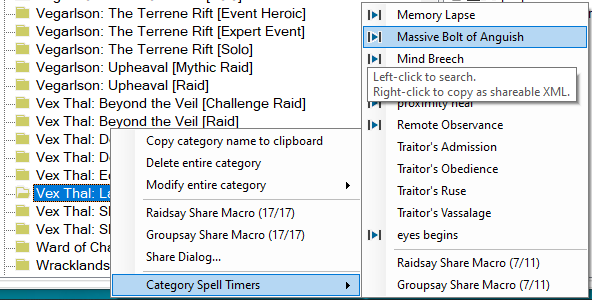 Vegarlson: The Terrene Rift [Event Heroic]
Vegarlson: The Terrene Rift [Expert Event]
Vegarlson: The Terrene Rift [Solo]
Vegarlson: Upheaval [Mythic Raid]
Vegarlson: Upheaval [Raid]
Vex Thal: Beyond the Veil [Challenge Raid]
Vex Thal: Beyond the Veil [Raid]
Vex Thal:
Vex Thal:
Vex Thal:
Vex Thal:
Vex Thal:
Vex Thal:
Ward of
Wracklands
Copy category name to clipboard
Delete entire category
Modify entire category
Raidsay Share Macro (17/17)
Groupsay Share Macro (17/17)
Share Dialog...
Category Spell Timers
Memory Lapse
Massive Bolt of Anguish
Mind Breech
Left-click to search.
Right-click to copy as shareable XML.
proximity heal
Remote Observance
Traitor's Admission
Traitor's Obedience
Traitor's Ruse
Traitor's Vassalage
eyes begins
Raidsay Share Macro (7/11)
Groupsay Share Macro (7/11)